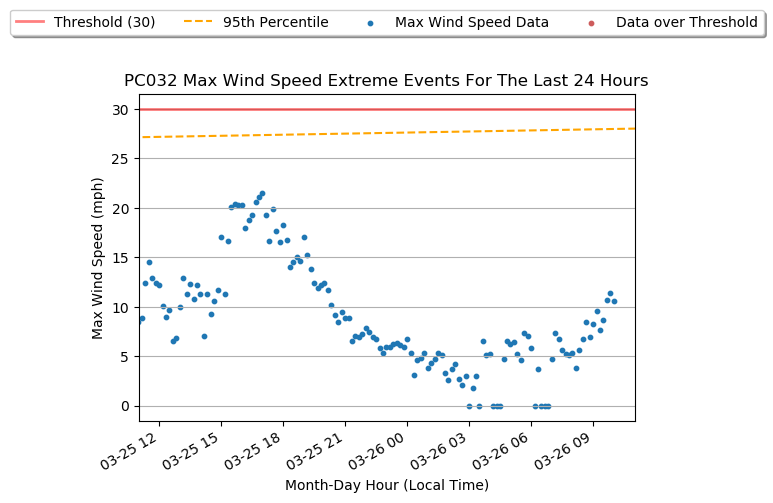 Threshold (30) 95th Percentile Max Wind Speed Data Data over Threshold
PC032 Max Wind Speed Extreme Events For The Last 24 Hours
Max Wind Speed (mph)
30
25
20
15
10
5
0
03-25 12 03-25 15 03-25 18 03-25 21 03-26 00 03-26 03 03-26 06 03-26 09
Month-Day Hour (Local Time)